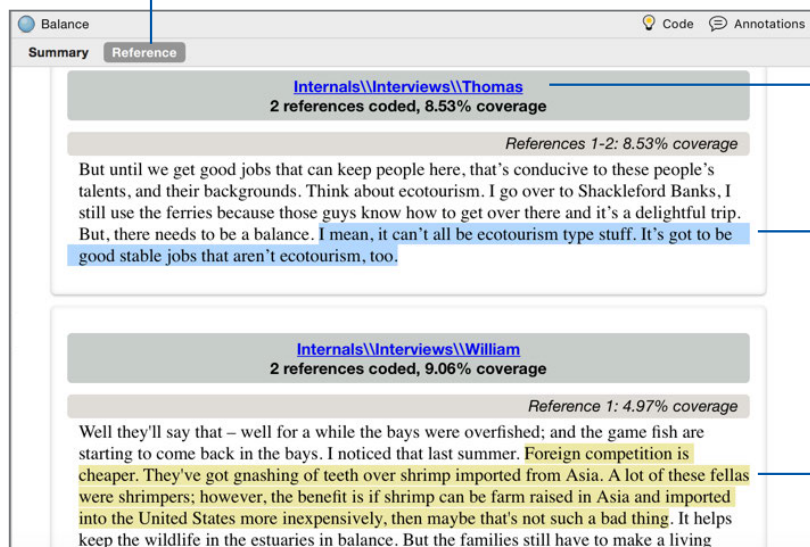 Balance
Code
Annotations
Summary
Reference
Internals\\Interviews\\Thomas
2 references coded, 8.53% coverage
References 1-2: 8.53% coverage
But until we get good jobs that can keep people here, that’s conducive to these people’s
talents, and their backgrounds. Think about ecotourism. I go over to Shackleford Banks, I
still use the ferries because those guys know how to get over there and it’s a delightful trip.
But, there needs to be a balance. I mean, it can’t all be ecotourism type stuff. It’s got to be
good stable jobs that aren’t ecotourism, too.
Internals\\Interviews\\William
2 references coded, 9.06% coverage
Reference 1: 4.97% coverage
Well they'll say that – well for a while the bays were overfished; and the game fish are
starting to come back in the bays. I noticed that last summer. Foreign competition is
cheaper. They've got gnashing of teeth over shrimp imported from Asia. A lot of these fellas
were shrimpers; however, the benefit is if shrimp can be farm raised in Asia and imported
into the United States more inexpensively, then maybe that's not such a bad thing. It helps
keep the wildlife in the estuaries in balance. But the families still have to make a living